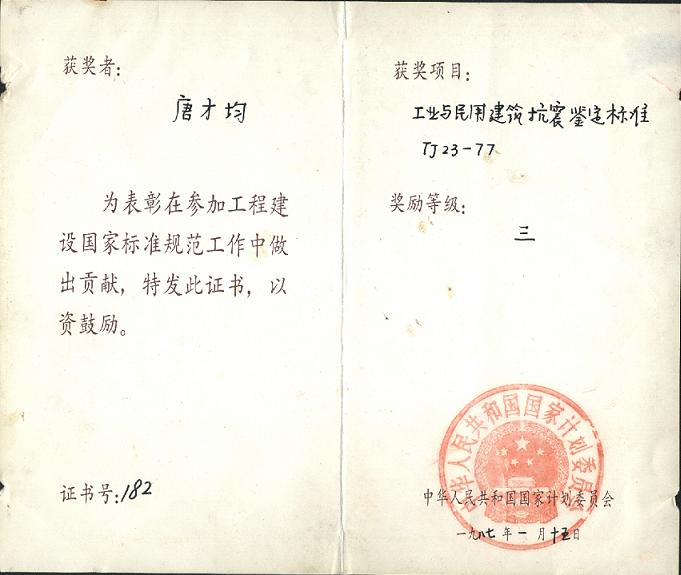 获奖者：
唐才均
为表彰在参加工程建
设国家标准规范工作中做
出贡献，特发此证书，以
资鼓励。
证书号：182
获奖项目：
工业与民用建筑抗震鉴定标准
TJ23-77
奖励等级：
三
中华人民共和国国家计划委员会
中华人民共和国国家计划委员会
一九八七年一月十五日